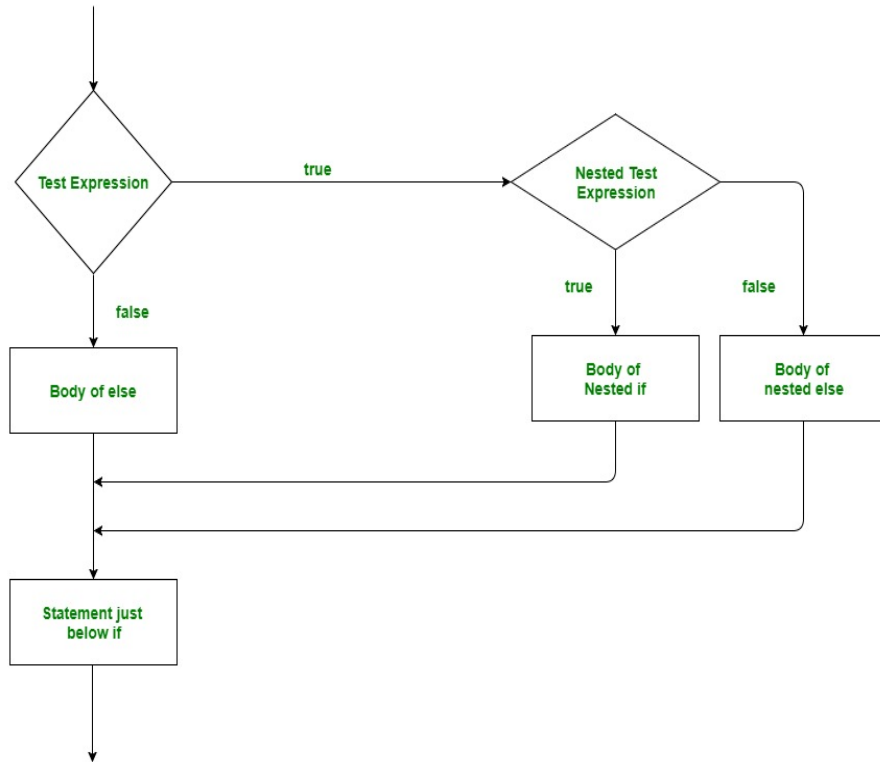 Test Expression
true
Nested Test
Expression
false
true
false
Body of else
Body of
Nested if
Body of
nested else
Statement just
below if